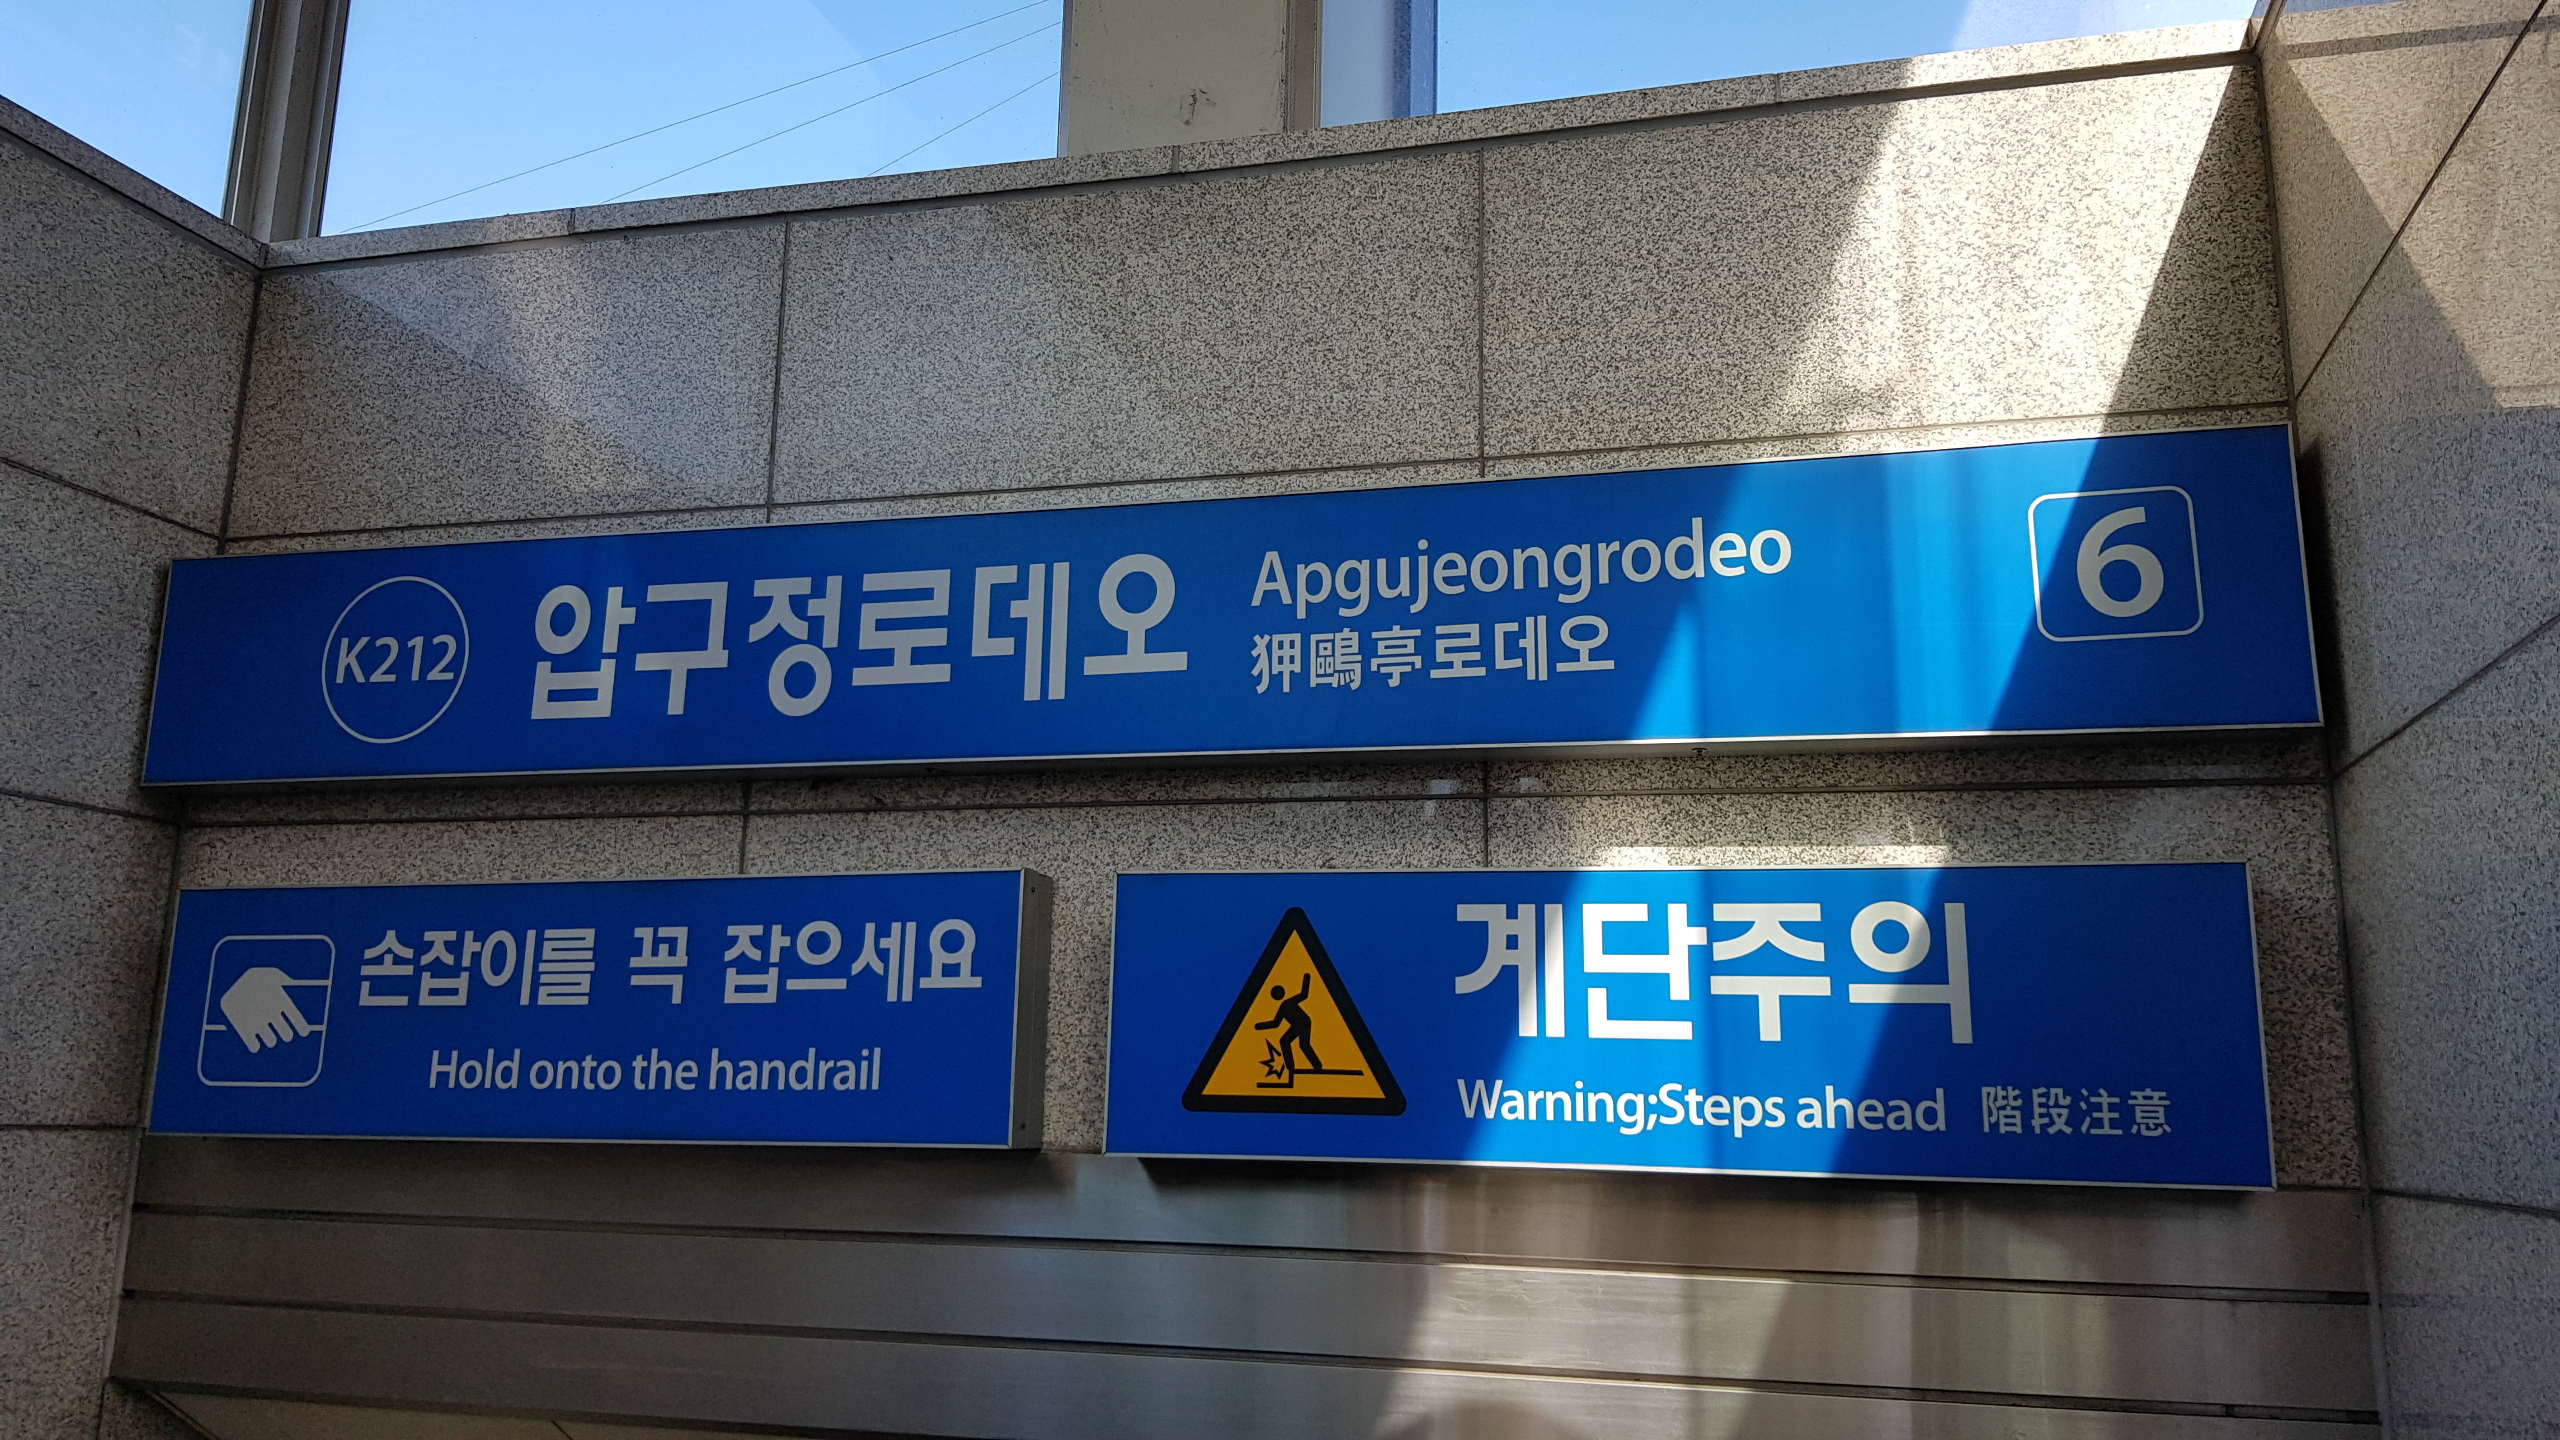 K212
압구정로데오
Apgujeongrodeo
狎鷗亭로데오
6
손잡이를 꼭 잡으세요
Hold onto the handrail
계단주의
Warning;Steps ahead 階段注意